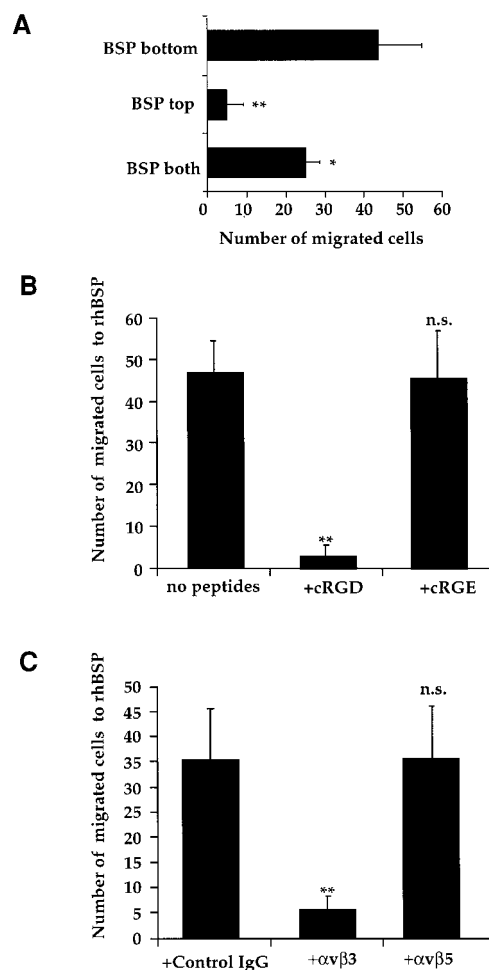 A
BSP bottom
BSP top
**
BSP both
*
0 10 20 30 40 50 60
Number of migrated cells
B
Number of migrated cells to rhBSP
60
50
40
30
20
10
0
n.s.
**
no peptides +cRGD +cRGE
C
Number of migrated cells to rhBSP
50
45
40
35
30
25
20
15
10
5
0
n.s.
**
+Control IgG +αvβ3 +αvβ5